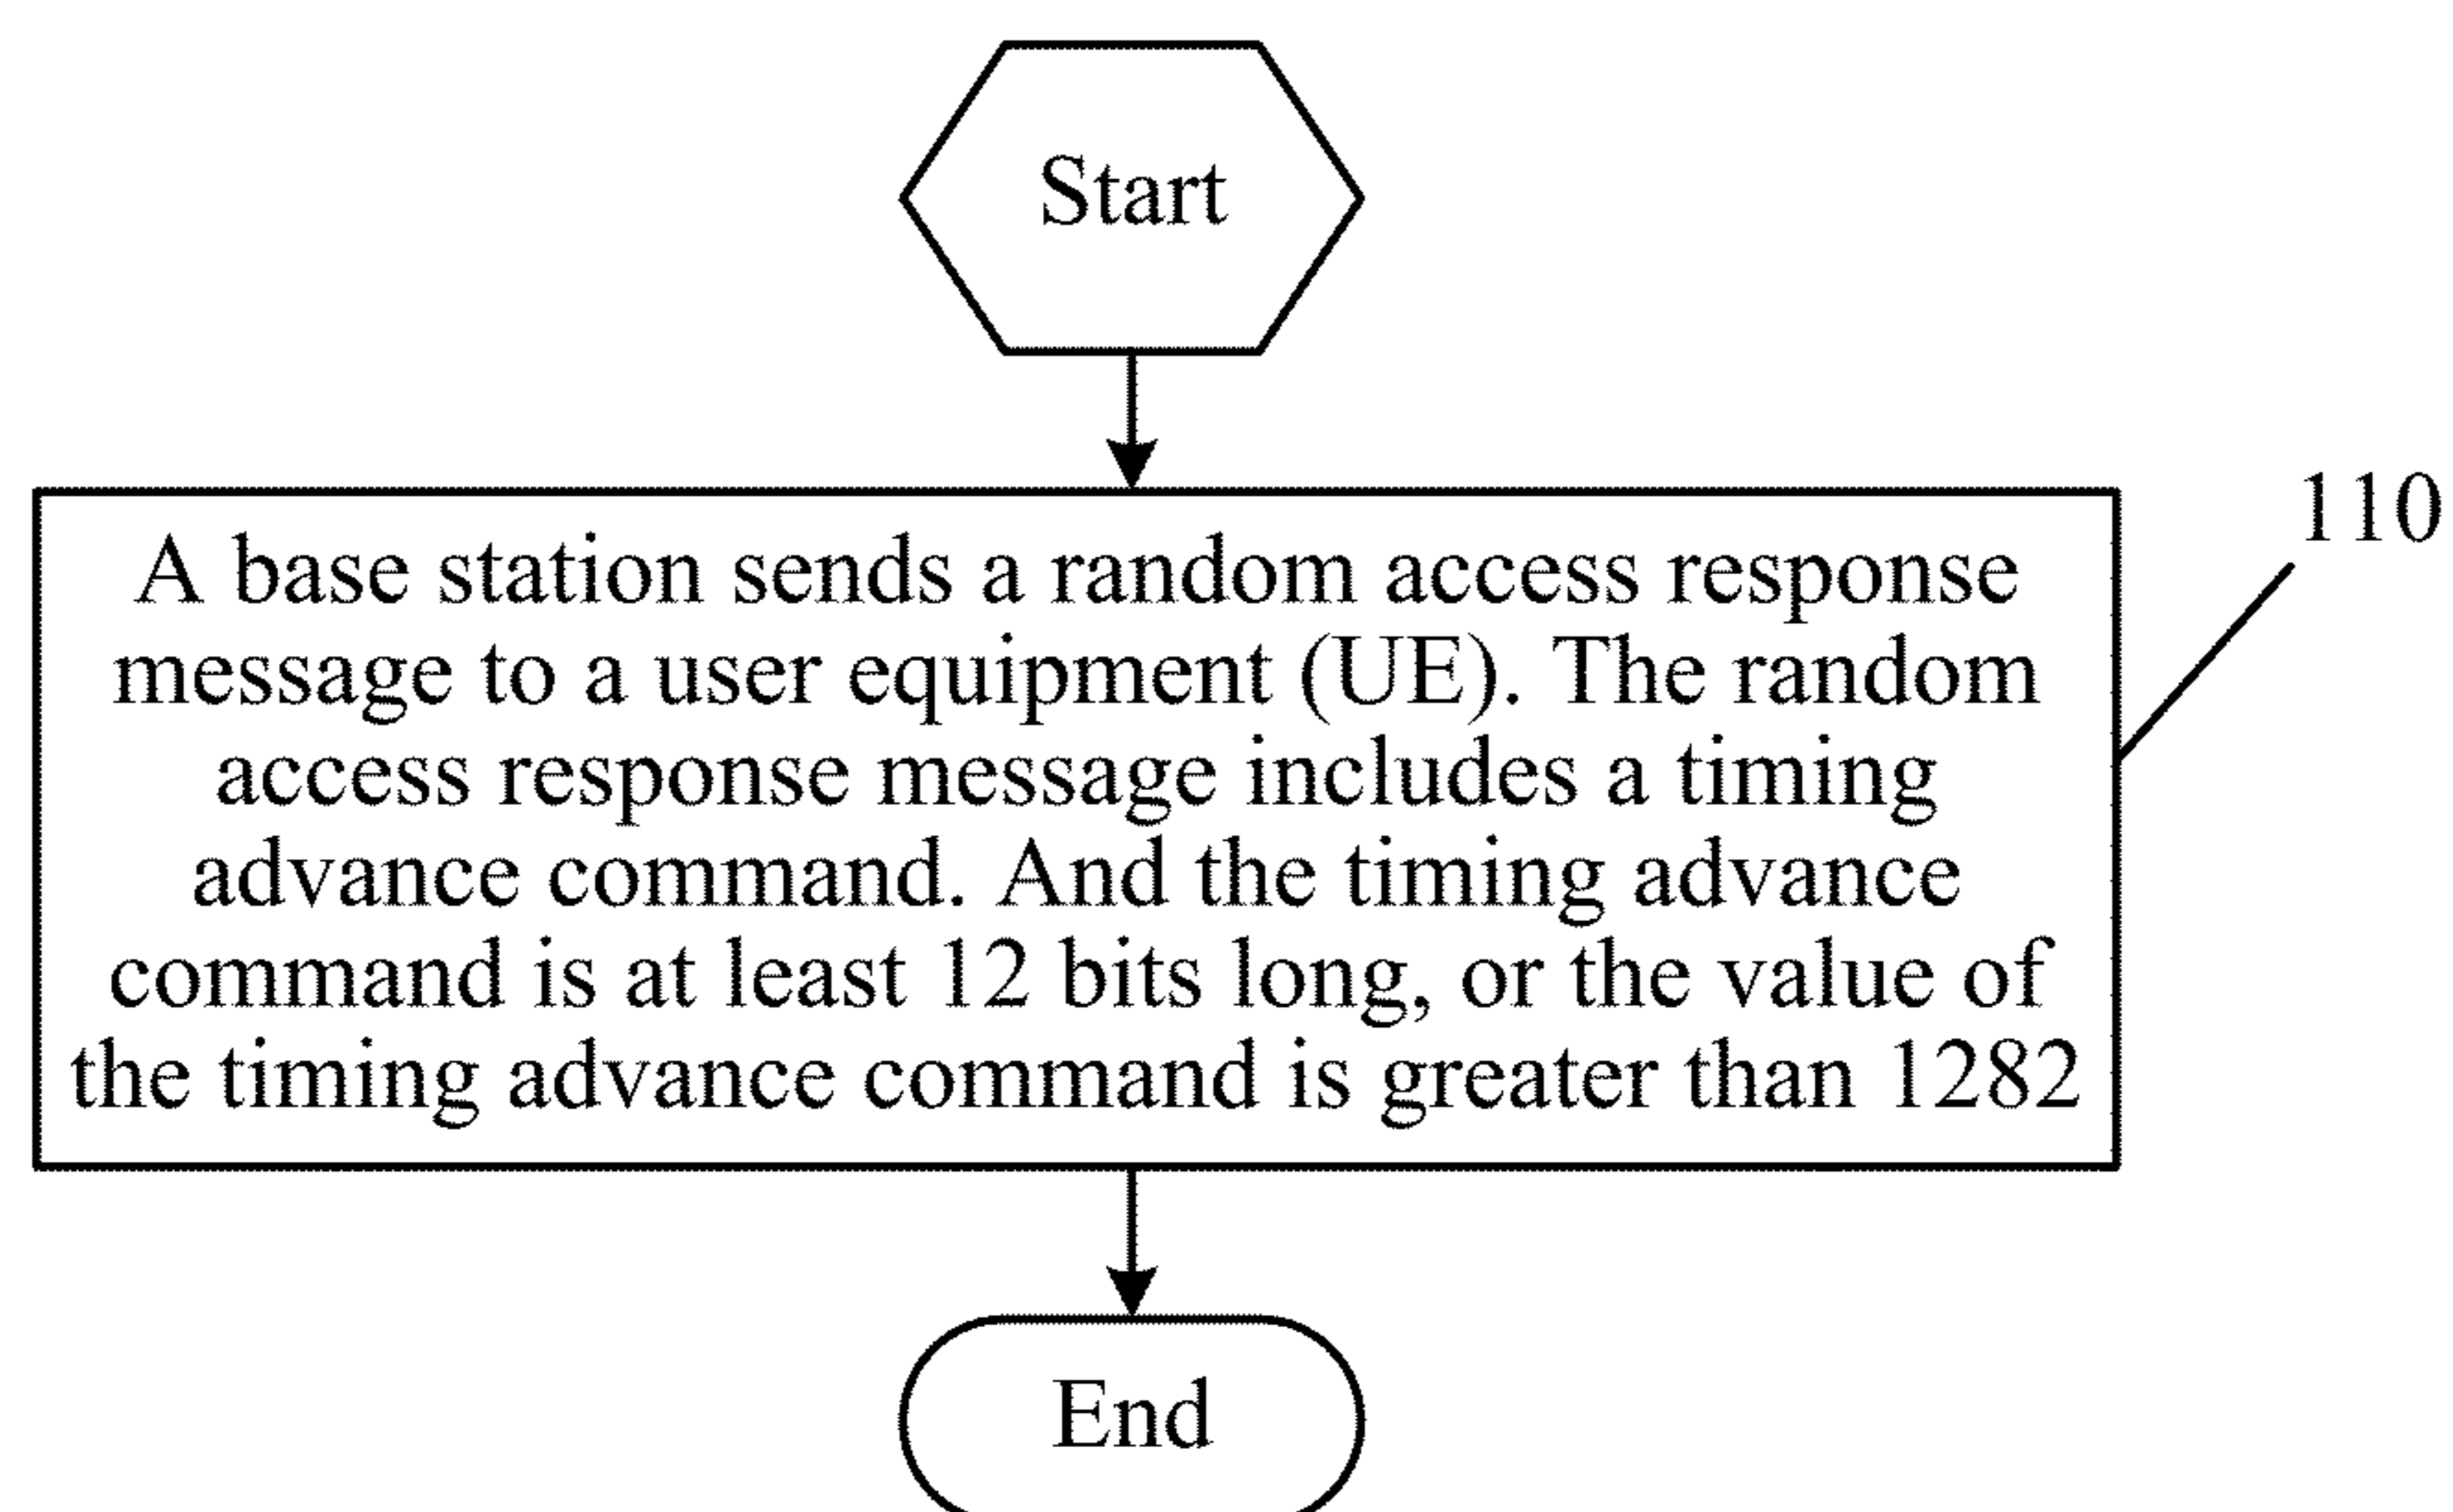 Start
110
A base station sends a random access response
message to a user equipment (UE). The random
access response message includes a timing
advance command. And the timing advance
command is at least 12 bits long, or the value of
the timing advance command is greater than 1282
End